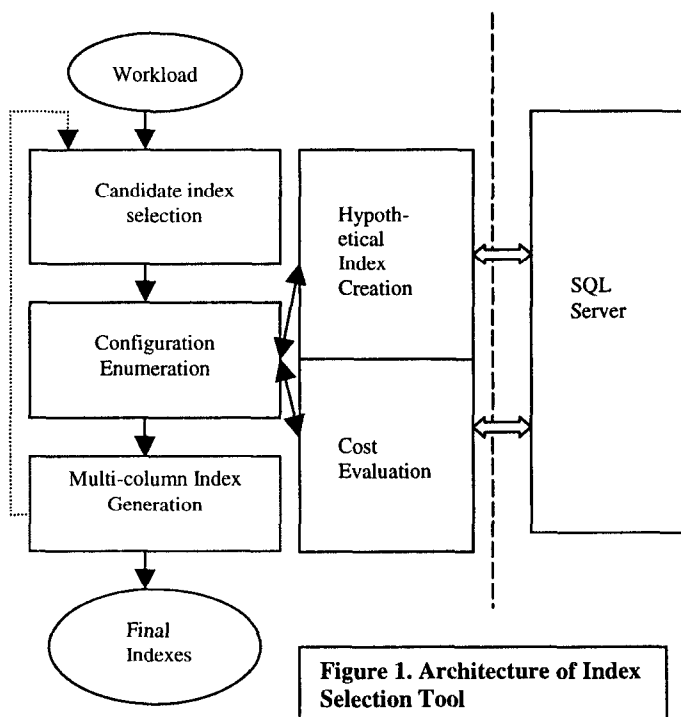 Workload
Candidate index
selection
Configuration
Enumeration
Multi-column Index
Generation
Final
Indexes
Hypoth-
etical
Index
Creation
Cost
Evaluation
SQL
Server
Figure 1. Architecture of Index
Selection Tool